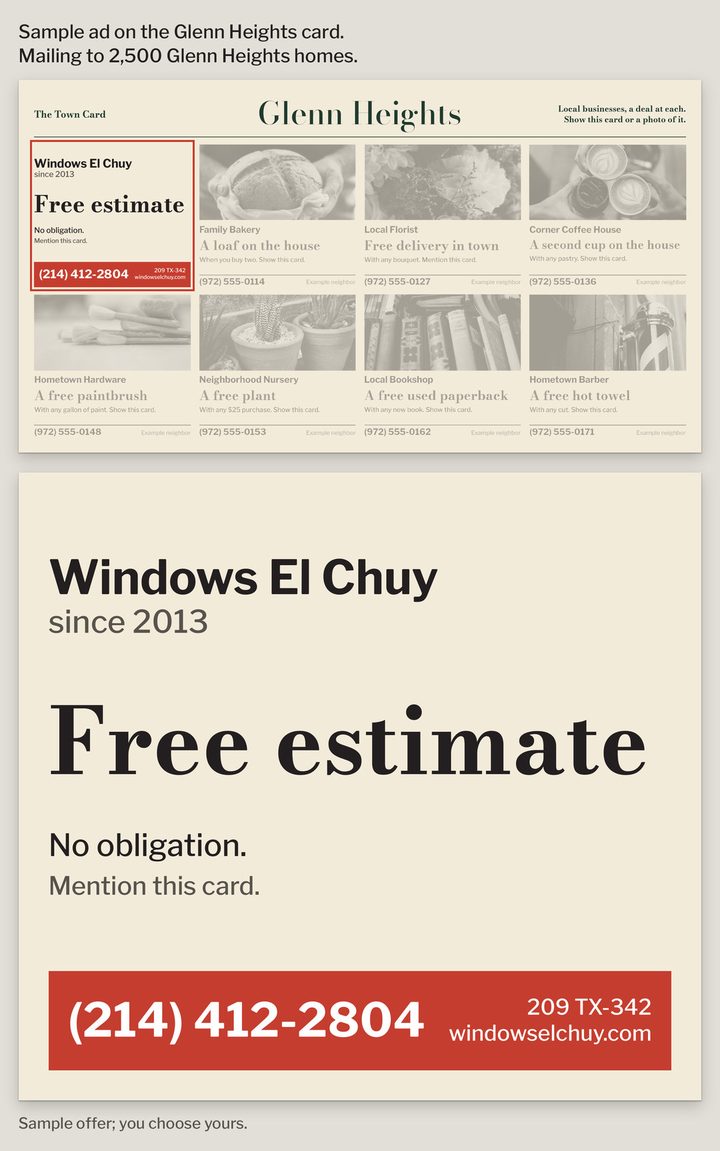 Sample ad on the Glenn Heights card.
Mailing to 2,500 Glenn Heights homes.
The Town Card
Glenn Heights
Local businesses, a deal at each.
Show this card or a photo of it.
Windows El Chuy
since 2013
Free estimate
No obligation.
Mention this card.
(214) 412-2804
209 TX-342
windowselchuy.com
Family Bakery
A loaf on the house
When you buy two. Show this card.
(972) 555-0114
Example neighbor
Local Florist
Free delivery in town
With any bouquet. Mention this card.
(972) 555-0127
Example neighbor
Corner Coffee House
A second cup on the house
With any pastry. Show this card.
(972) 555-0136
Example neighbor
Hometown Hardware
A free paintbrush
With any gallon of paint. Show this card.
(972) 555-0148
Example neighbor
Neighborhood Nursery
A free plant
With any $25 purchase. Show this card.
(972) 555-0153
Example neighbor
Local Bookshop
A free used paperback
With any new book. Show this card.
(972) 555-0162
Example neighbor
Hometown Barber
A free hot towel
With any cut. Show this card.
(972) 555-0171
Example neighbor
Windows El Chuy
since 2013
Free estimate
No obligation.
Mention this card.
(214) 412-2804
209 TX-342
windowselchuy.com
Sample offer; you choose yours.